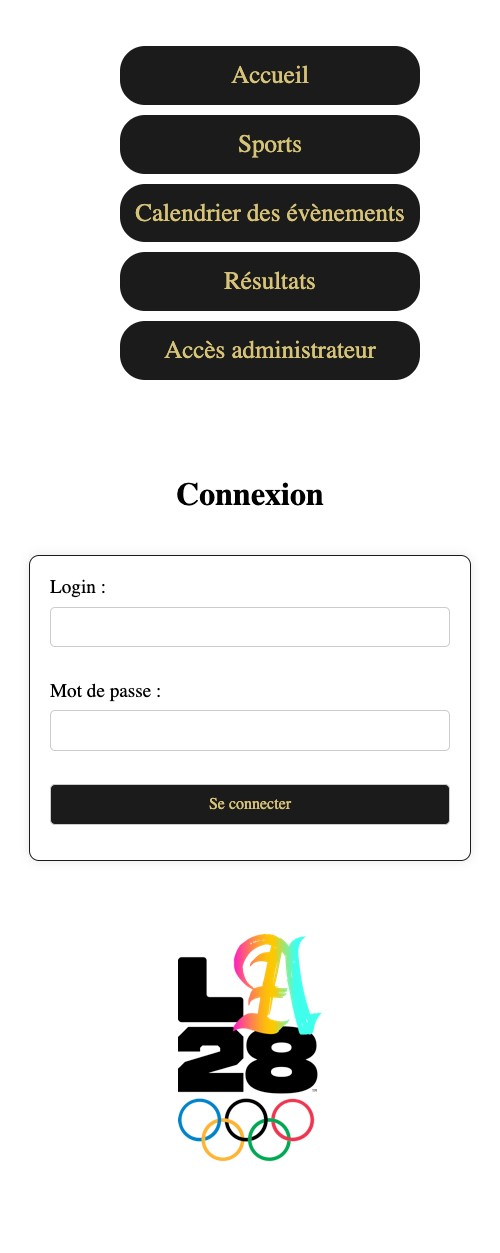 Accueil
Sports
Calendrier des évènements
Résultats
Accès administrateur
Connexion
Login :
Mot de passe :
Se connecter
LA
28